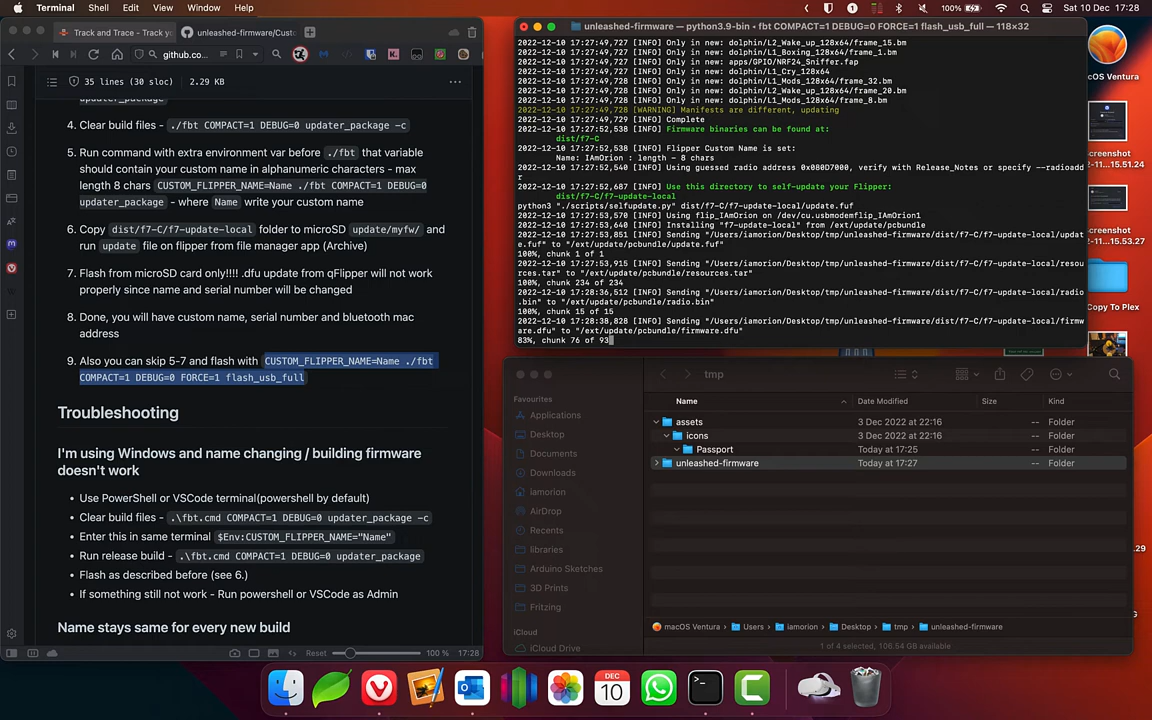 Terminal Shell Edit View Window Help
100% Sat 10 Dec 17:28
Track and Trace - Track y
unleashed-firmware/Custo
github.co...
35 lines (30 sloc) 2.29 KB
updater_package
4. Clear build files - ./fbt COMPACT=1 DEBUG=0 updater_package -c
5. Run command with extra environment var before ./fbt that variable
should contain your custom name in alphanumeric characters - max
length 8 chars CUSTOM_FLIPPER_NAME=Name ./fbt COMPACT=1 DEBUG=0
updater_package - where Name write your custom name
6. Copy dist/f7-C/f7-update-local folder to microSD update/myfw/ and
run update file on flipper from file manager app (Archive)
7. Flash from microSD card only!!!! .dfu update from qFlipper will not work
properly since name and serial number will be changed
8. Done, you will have custom name, serial number and bluetooth mac
address
9. Also you can skip 5-7 and flash with CUSTOM_FLIPPER_NAME=Name ./fbt
COMPACT=1 DEBUG=0 FORCE=1 flash_usb_full
Troubleshooting
I'm using Windows and name changing / building firmware
doesn't work
• Use PowerShell or VSCode terminal(powershell by default)
• Clear build files - .\fbt.cmd COMPACT=1 DEBUG=0 updater_package -c
• Enter this in same terminal $Env:CUSTOM_FLIPPER_NAME="Name"
• Run release build - .\fbt.cmd COMPACT=1 DEBUG=0 updater_package
• Flash as described before (see 6.)
• If something still not work - Run powershell or VSCode as Admin
Name stays same for every new build
Reset 100 % 17:28
unleashed-firmware — python3.9-bin ◂ fbt COMPACT=1 DEBUG=0 FORCE=1 flash_usb_full — 118×32
2022-12-10 17:27:49,727 [INFO] Only in new: dolphin/L2_Wake_up_128x64/frame_15.bm
2022-12-10 17:27:49,727 [INFO] Only in new: dolphin/L1_Boxing_128x64/frame_1.bm
2022-12-10 17:27:49,728 [INFO] Only in new: apps/GPIO/NRF24_Sniffer.fap
2022-12-10 17:27:49,728 [INFO] Only in new: dolphin/L1_Cry_128x64
2022-12-10 17:27:49,728 [INFO] Only in new: dolphin/L1_Mods_128x64/frame_32.bm
2022-12-10 17:27:49,728 [INFO] Only in new: dolphin/L2_Wake_up_128x64/frame_20.bm
2022-12-10 17:27:49,728 [INFO] Only in new: dolphin/L1_Mods_128x64/frame_8.bm
2022-12-10 17:27:49,728 [WARNING] Manifests are different, updating
2022-12-10 17:27:49,729 [INFO] Complete
2022-12-10 17:27:52,538 [INFO] Firmware binaries can be found at:
dist/f7-C
2022-12-10 17:27:52,538 [INFO] Flipper Custom Name is set:
Name: IAmOrion : length - 8 chars
2022-12-10 17:27:52,540 [INFO] Using guessed radio address 0x080D7000, verify with Release_Notes or specify --radioadd
r
2022-12-10 17:27:52,687 [INFO] Use this directory to self-update your Flipper:
dist/f7-C/f7-update-local
python3 "./scripts/selfupdate.py" dist/f7-C/f7-update-local/update.fuf
2022-12-10 17:27:53,570 [INFO] Using flip_IAmOrion on /dev/cu.usbmodemflip_IAmOrion1
2022-12-10 17:27:53,640 [INFO] Installing "f7-update-local" from /ext/update/pcbundle
2022-12-10 17:27:53,851 [INFO] Sending "/Users/iamorion/Desktop/tmp/unleashed-firmware/dist/f7-C/f7-update-local/updat
e.fuf" to "/ext/update/pcbundle/update.fuf"
100%, chunk 1 of 1
2022-12-10 17:27:53,915 [INFO] Sending "/Users/iamorion/Desktop/tmp/unleashed-firmware/dist/f7-C/f7-update-local/resou
rces.tar" to "/ext/update/pcbundle/resources.tar"
100%, chunk 234 of 234
2022-12-10 17:28:36,512 [INFO] Sending "/Users/iamorion/Desktop/tmp/unleashed-firmware/dist/f7-C/f7-update-local/radio
.bin" to "/ext/update/pcbundle/radio.bin"
100%, chunk 15 of 15
2022-12-10 17:28:38,828 [INFO] Sending "/Users/iamorion/Desktop/tmp/unleashed-firmware/dist/f7-C/f7-update-local/firmw
are.dfu" to "/ext/update/pcbundle/firmware.dfu"
83%, chunk 76 of 93
tmp
Favourites
Applications
Desktop
Documents
Downloads
iamorion
AirDrop
Recents
libraries
Arduino Sketches
3D Prints
Fritzing
iCloud
iCloud Drive
Name Date Modified Size Kind
assets 3 Dec 2022 at 22:16 -- Folder
icons 3 Dec 2022 at 22:16 -- Folder
Passport Today at 17:25 -- Folder
unleashed-firmware Today at 17:27 -- Folder
macOS Ventura › Users › iamorion › Desktop › tmp › unleashed-firmware
1 of 4 selected, 106.54 GB available
acOS Ventura
Screenshot
...15.51.24
Screenshot
...-11...15.53.27
Copy To Plex
DEC
10